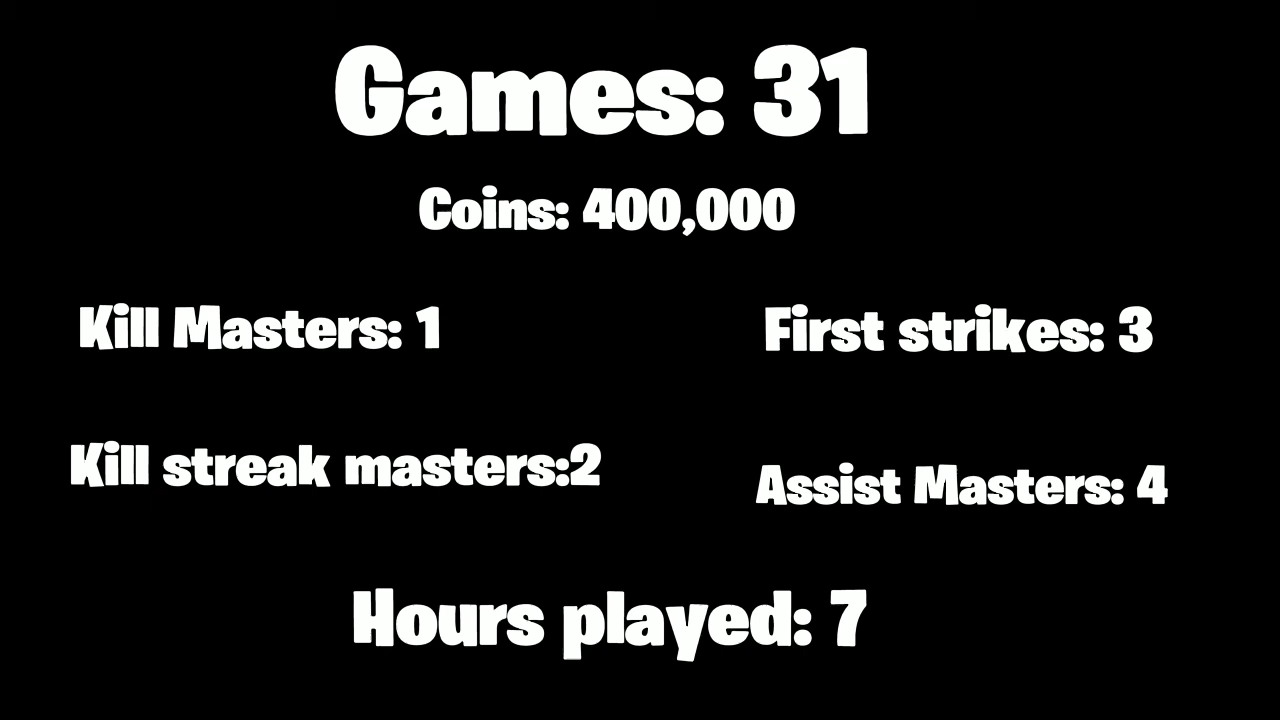 Games: 31
Coins: 400,000
Kill Masters: 1
First strikes: 3
Kill streak masters:2
Assist Masters: 4
Hours played: 7